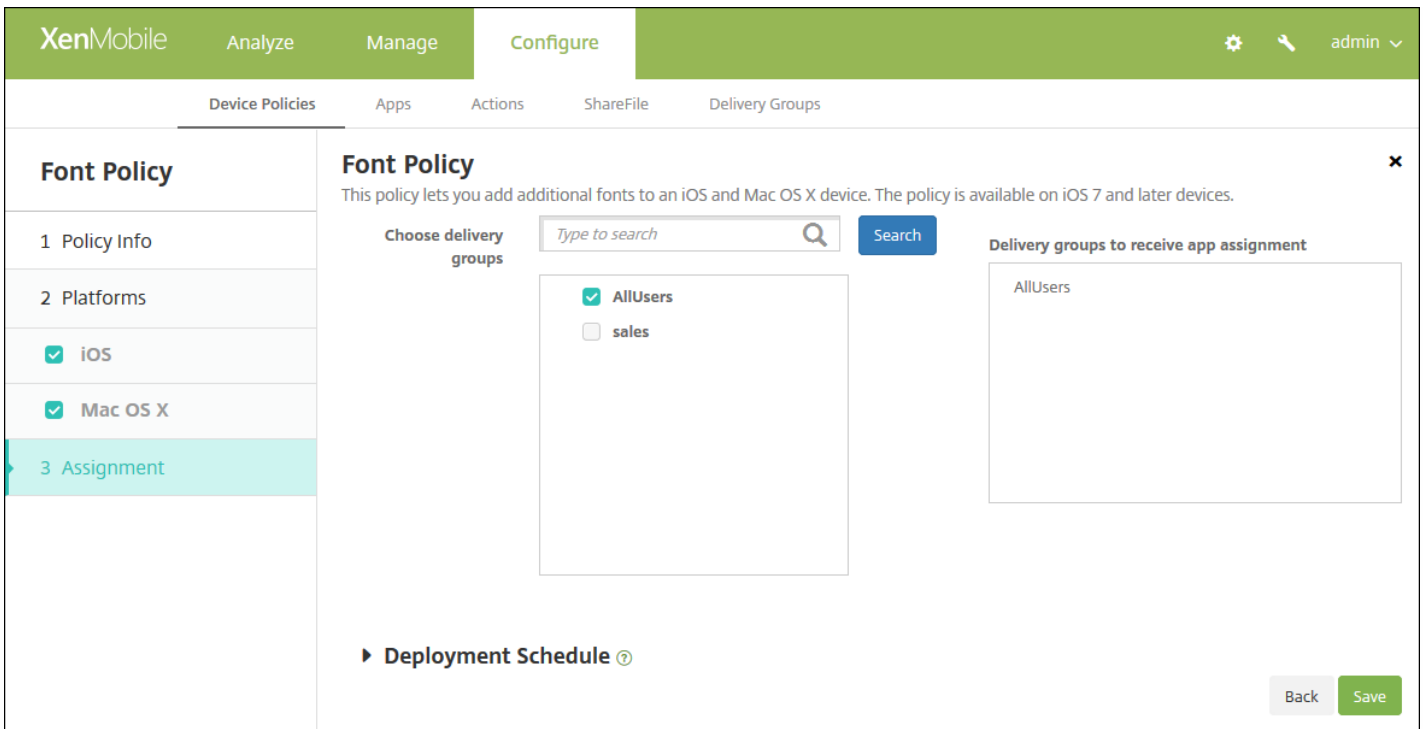 XenMobile Analyze Manage Configure admin
Device Policies Apps Actions ShareFile Delivery Groups
Font Policy
1 Policy Info
2 Platforms
iOS
Mac OS X
3 Assignment
Font Policy
This policy lets you add additional fonts to an iOS and Mac OS X device. The policy is available on iOS 7 and later devices.
Choose delivery
groups
Type to search
Search
AllUsers
sales
Delivery groups to receive app assignment
AllUsers
Deployment Schedule ?
Back Save